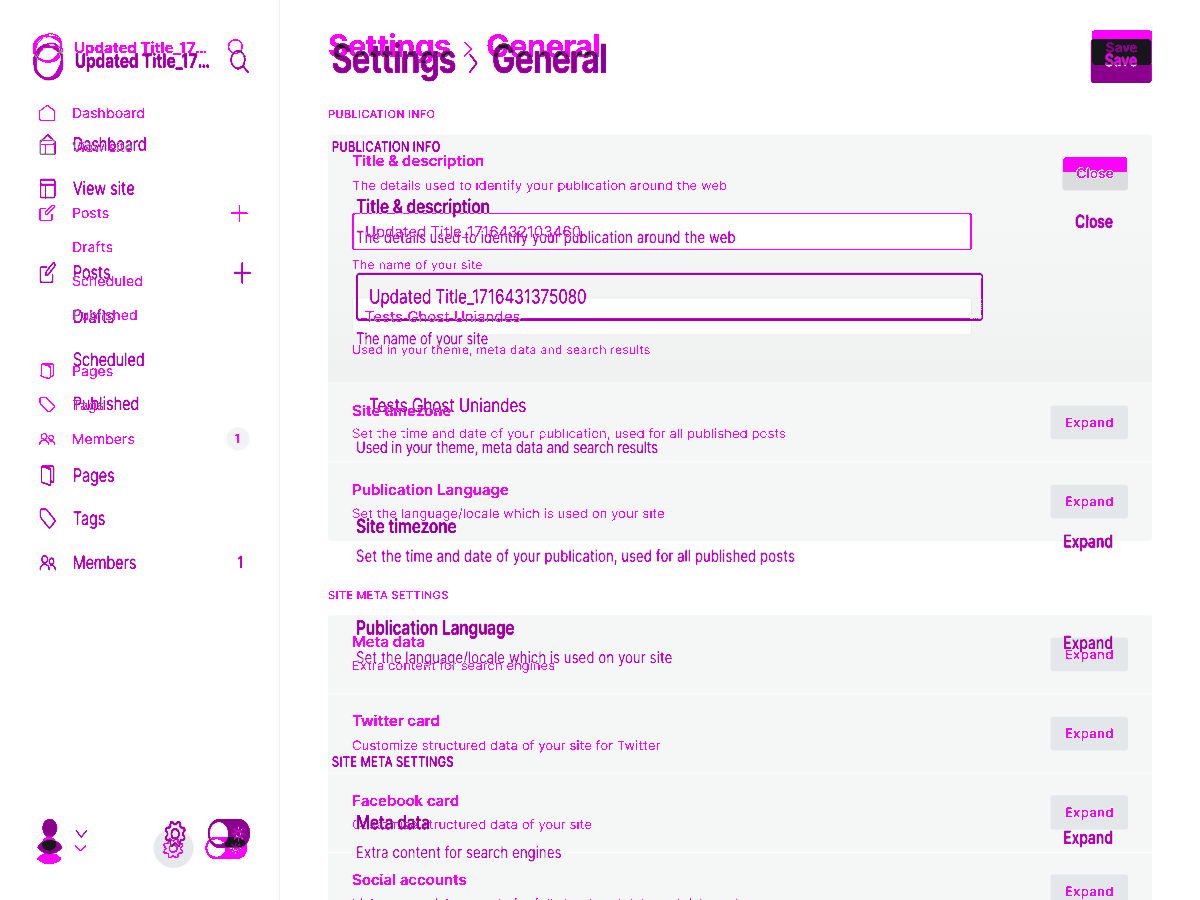 Updated Title_17...
Updated Title_17...
Dashboard
Dashboard
View site
View site
Posts
Drafts
Posts
Scheduled
Published
Drafts
Scheduled
Pages
Tags
Published
Members 1
Pages
Tags
Members 1
Settings > General
Settings > General
Save
Save
PUBLICATION INFO
PUBLICATION INFO
Title & description
Close
The details used to identify your publication around the web
Title & description
Close
Updated Title_1716432103460
The details used to identify your publication around the web
The name of your site
Updated Title_1716431375080
Tests Ghost Uniandes
The name of your site
Used in your theme, meta data and search results
Tests Ghost Uniandes
Site timezone
Expand
Set the time and date of your publication, used for all published posts
Used in your theme, meta data and search results
Publication Language
Expand
Set the language/locale which is used on your site
Site timezone
Expand
Set the time and date of your publication, used for all published posts
SITE META SETTINGS
Publication Language
Expand
Meta data
Expand
Set the language/locale which is used on your site
Extra content for search engines
Twitter card
Expand
Customize structured data of your site for Twitter
SITE META SETTINGS
Facebook card
Expand
Meta data
Customize structured data of your site
Expand
Extra content for search engines
Social accounts
Expand